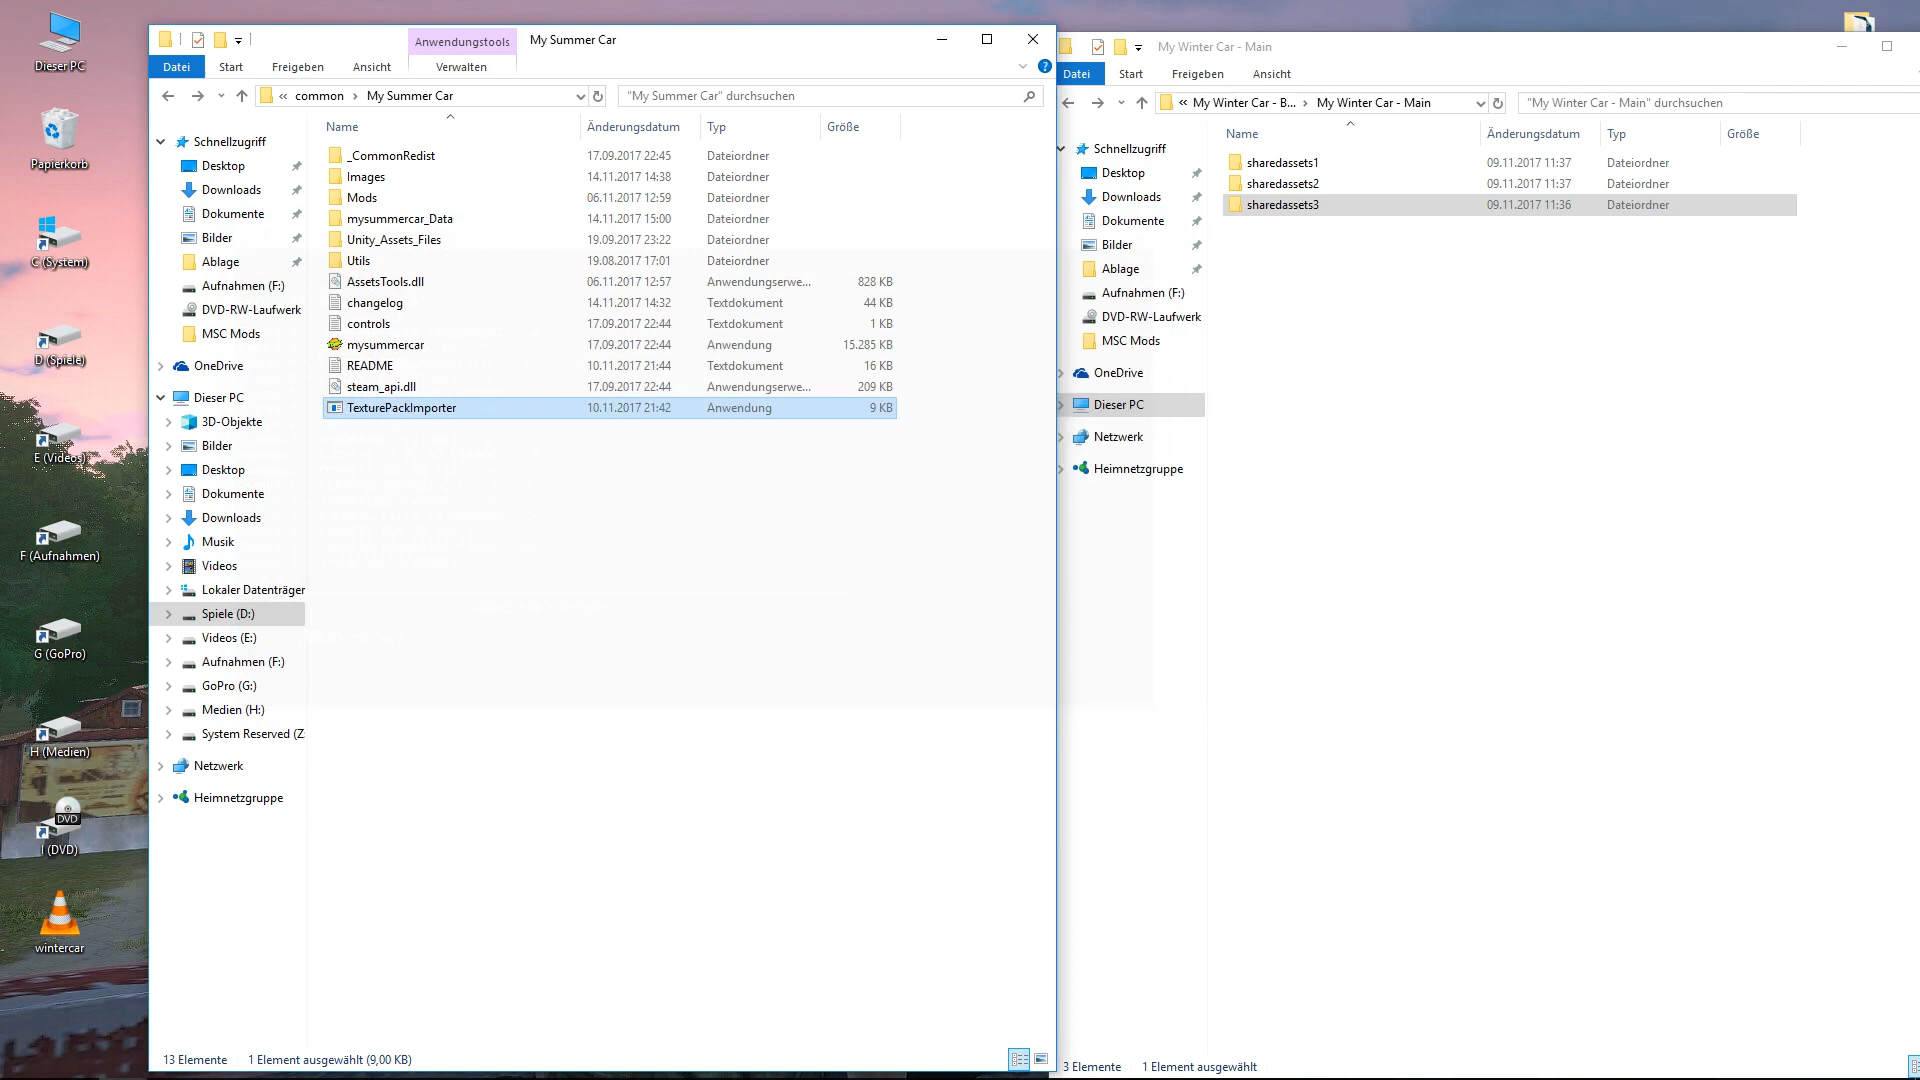 Dieser PC
Papierkorb
C (System)
D (Spiele)
E (Videos)
F (Aufnahmen)
G (GoPro)
H (Medien)
DVD
I (DVD)
wintercar
Anwendungstools
My Summer Car
Datei
Start
Freigeben
Ansicht
Verwalten
« common › My Summer Car
"My Summer Car" durchsuchen
Schnellzugriff
Desktop
Downloads
Dokumente
Bilder
Ablage
Aufnahmen (F:)
DVD-RW-Laufwerk
MSC Mods
OneDrive
Dieser PC
3D-Objekte
Bilder
Desktop
Dokumente
Downloads
Musik
Videos
Lokaler Datenträger
Spiele (D:)
Videos (E:)
Aufnahmen (F:)
GoPro (G:)
Medien (H:)
System Reserved (Z
Netzwerk
Heimnetzgruppe
Name Änderungsdatum Typ Größe
_CommonRedist 17.09.2017 22:45 Dateiordner
Images 14.11.2017 14:38 Dateiordner
Mods 06.11.2017 12:59 Dateiordner
mysummercar_Data 14.11.2017 15:00 Dateiordner
Unity_Assets_Files 19.09.2017 23:22 Dateiordner
Utils 19.08.2017 17:01 Dateiordner
AssetsTools.dll 06.11.2017 12:57 Anwendungserwe... 828 KB
changelog 14.11.2017 14:32 Textdokument 44 KB
controls 17.09.2017 22:44 Textdokument 1 KB
mysummercar 17.09.2017 22:44 Anwendung 15.285 KB
README 10.11.2017 21:44 Textdokument 16 KB
steam_api.dll 17.09.2017 22:44 Anwendungserwe... 209 KB
TexturePackImporter 10.11.2017 21:42 Anwendung 9 KB
13 Elemente 1 Element ausgewählt (9,00 KB)
My Winter Car - Main
Datei
Start
Freigeben
Ansicht
« My Winter Car - B... › My Winter Car - Main
"My Winter Car - Main" durchsuchen
Schnellzugriff
Desktop
Downloads
Dokumente
Bilder
Ablage
Aufnahmen (F:)
DVD-RW-Laufwerk
MSC Mods
OneDrive
Dieser PC
Netzwerk
Heimnetzgruppe
Name Änderungsdatum Typ Größe
sharedassets1 09.11.2017 11:37 Dateiordner
sharedassets2 09.11.2017 11:37 Dateiordner
sharedassets3 09.11.2017 11:36 Dateiordner
3 Elemente 1 Element ausgewählt